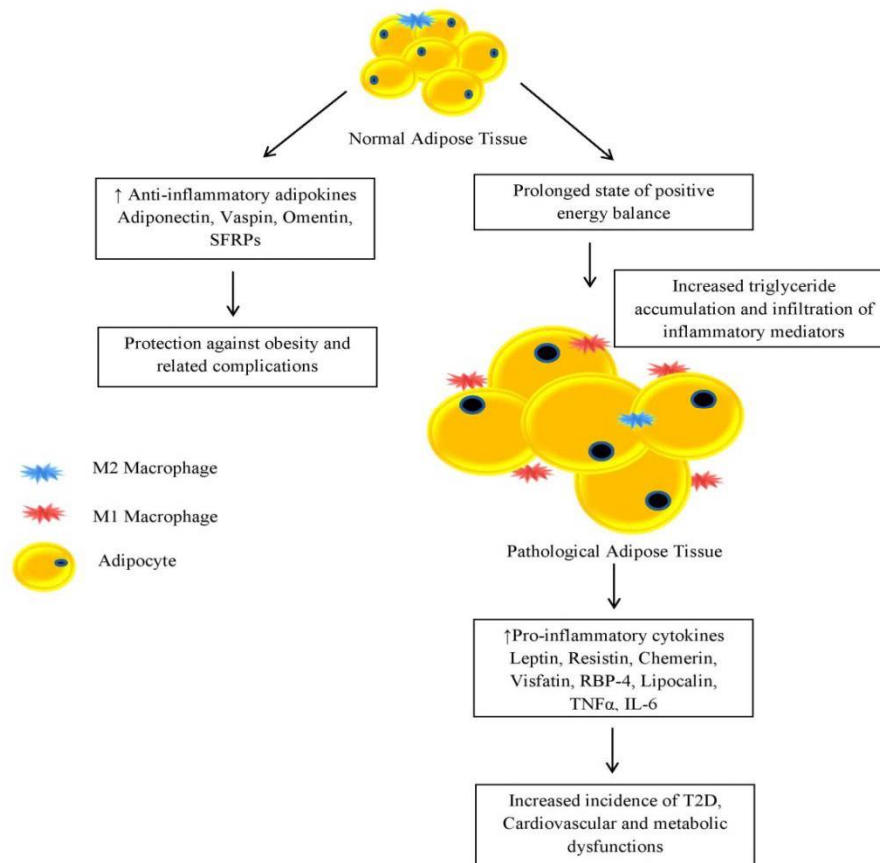 Normal Adipose Tissue
↑ Anti-inflammatory adipokines
Adiponectin, Vaspin, Omentin,
SFRPs
Prolonged state of positive
energy balance
Increased triglyceride
accumulation and infiltration of
inflammatory mediators
Protection against obesity and
related complications
M2 Macrophage
M1 Macrophage
Adipocyte
Pathological Adipose Tissue
↑Pro-inflammatory cytokines
Leptin, Resistin, Chemerin,
Visfatin, RBP-4, Lipocalin,
TNFα, IL-6
Increased incidence of T2D,
Cardiovascular and metabolic
dysfunctions